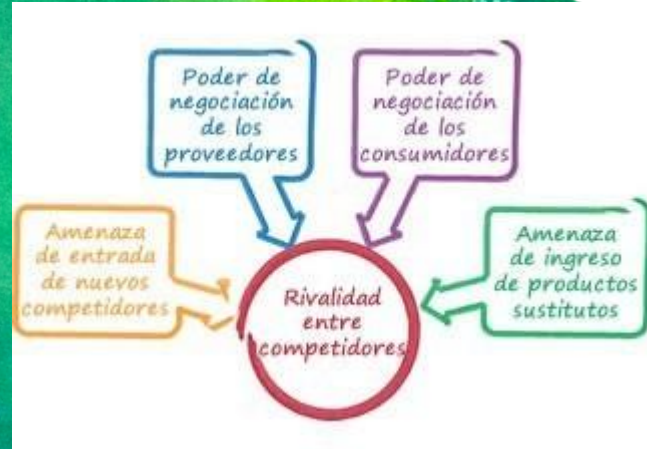 Poder de
negociación
de los
proveedores
Poder de
negociación
de los
consumidores
Amenaza
de entrada
de nuevos
competidores
Rivalidad
entre
competidores
Amenaza
de ingreso
de productos
sustitutos